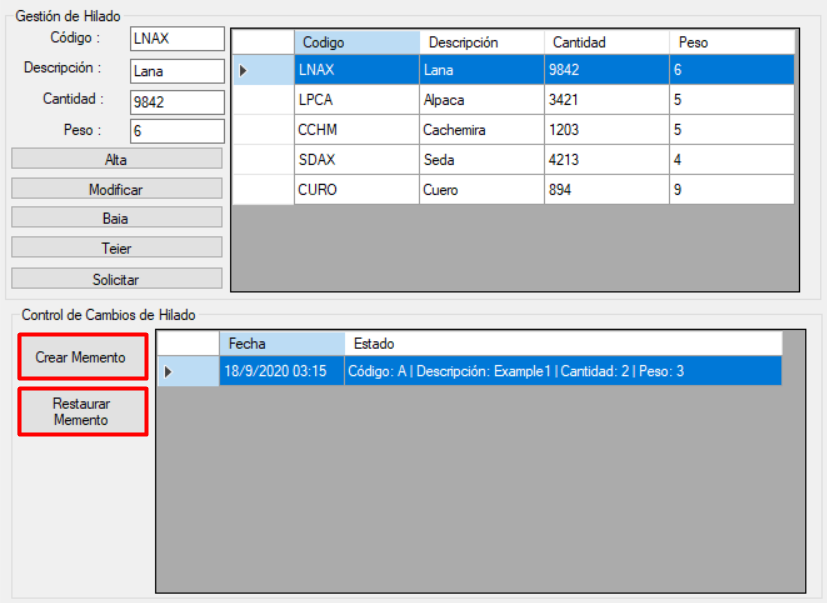 Gestión de Hilado
Código : LNAX
Descripción : Lana
Cantidad : 9842
Peso : 6
Alta
Modificar
Baia
Teier
Solicitar
Codigo Descripción Cantidad Peso
LNAX Lana 9842 6
LPCA Alpaca 3421 5
CCHM Cachemira 1203 5
SDAX Seda 4213 4
CURO Cuero 894 9
Control de Cambios de Hilado
Crear Memento
Restaurar
Memento
Fecha Estado
18/9/2020 03:15 Código: A | Descripción: Example1 | Cantidad: 2 | Peso: 3